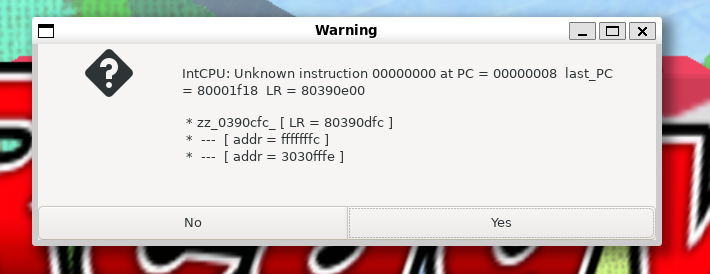 Warning
IntCPU: Unknown instruction 00000000 at PC = 00000008  last_PC
= 80001f18  LR = 80390e00
* zz_0390cfc_ [ LR = 80390dfc ]
*  ---  [ addr = fffffffc ]
*  ---  [ addr = 3030fffe ]
No
Yes